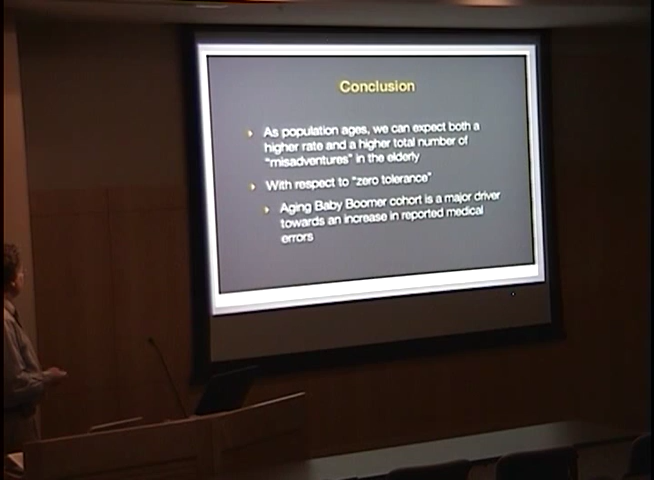 Conclusion
As population ages, we can expect both a
higher rate and a higher total number of
"misadventures" in the elderly
With respect to "zero tolerance"
Aging Baby Boomer cohort is a major driver
towards an increase in reported medical
errors